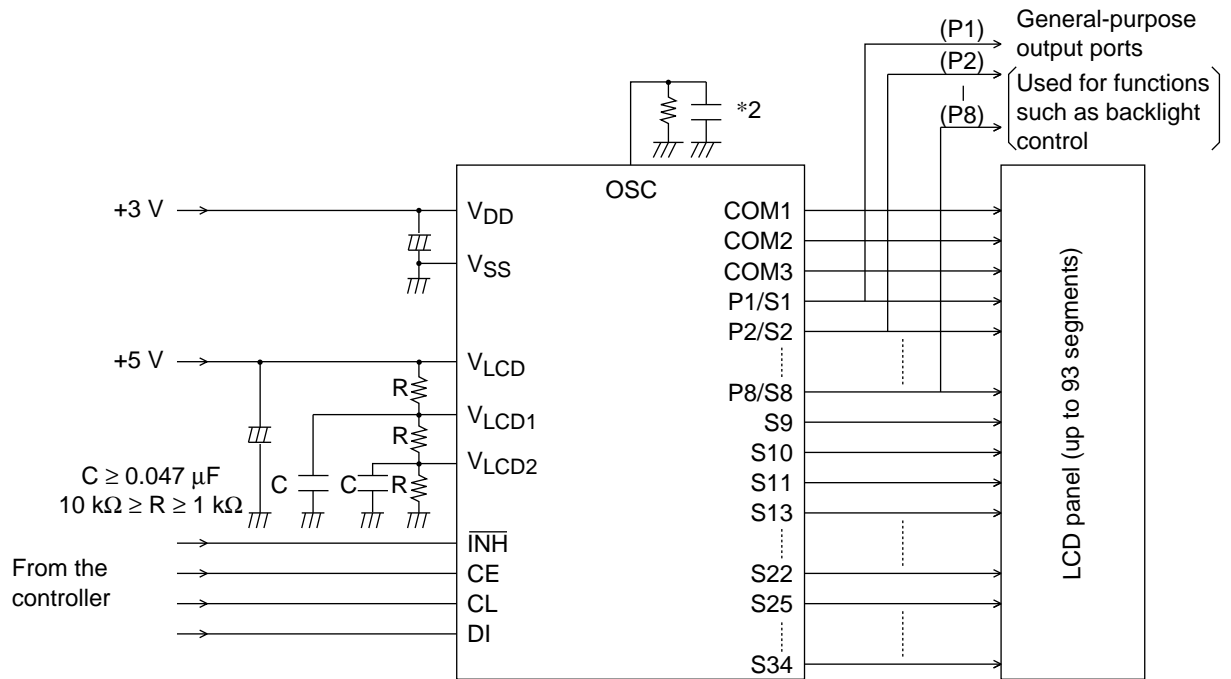 (P1)
General-purpose
output ports
(P2)
(P8)
Used for functions
such as backlight
control
*2
OSC
+3 V
VDD
VSS
+5 V
VLCD
R
VLCD1
R
VLCD2
C ≥ 0.047 μF
10 kΩ ≥ R ≥ 1 kΩ
C
C
R
From the
controller
INH
CE
CL
DI
COM1
COM2
COM3
P1/S1
P2/S2
P8/S8
S9
S10
S11
S13
S22
S25
S34
LCD panel (up to 93 segments)